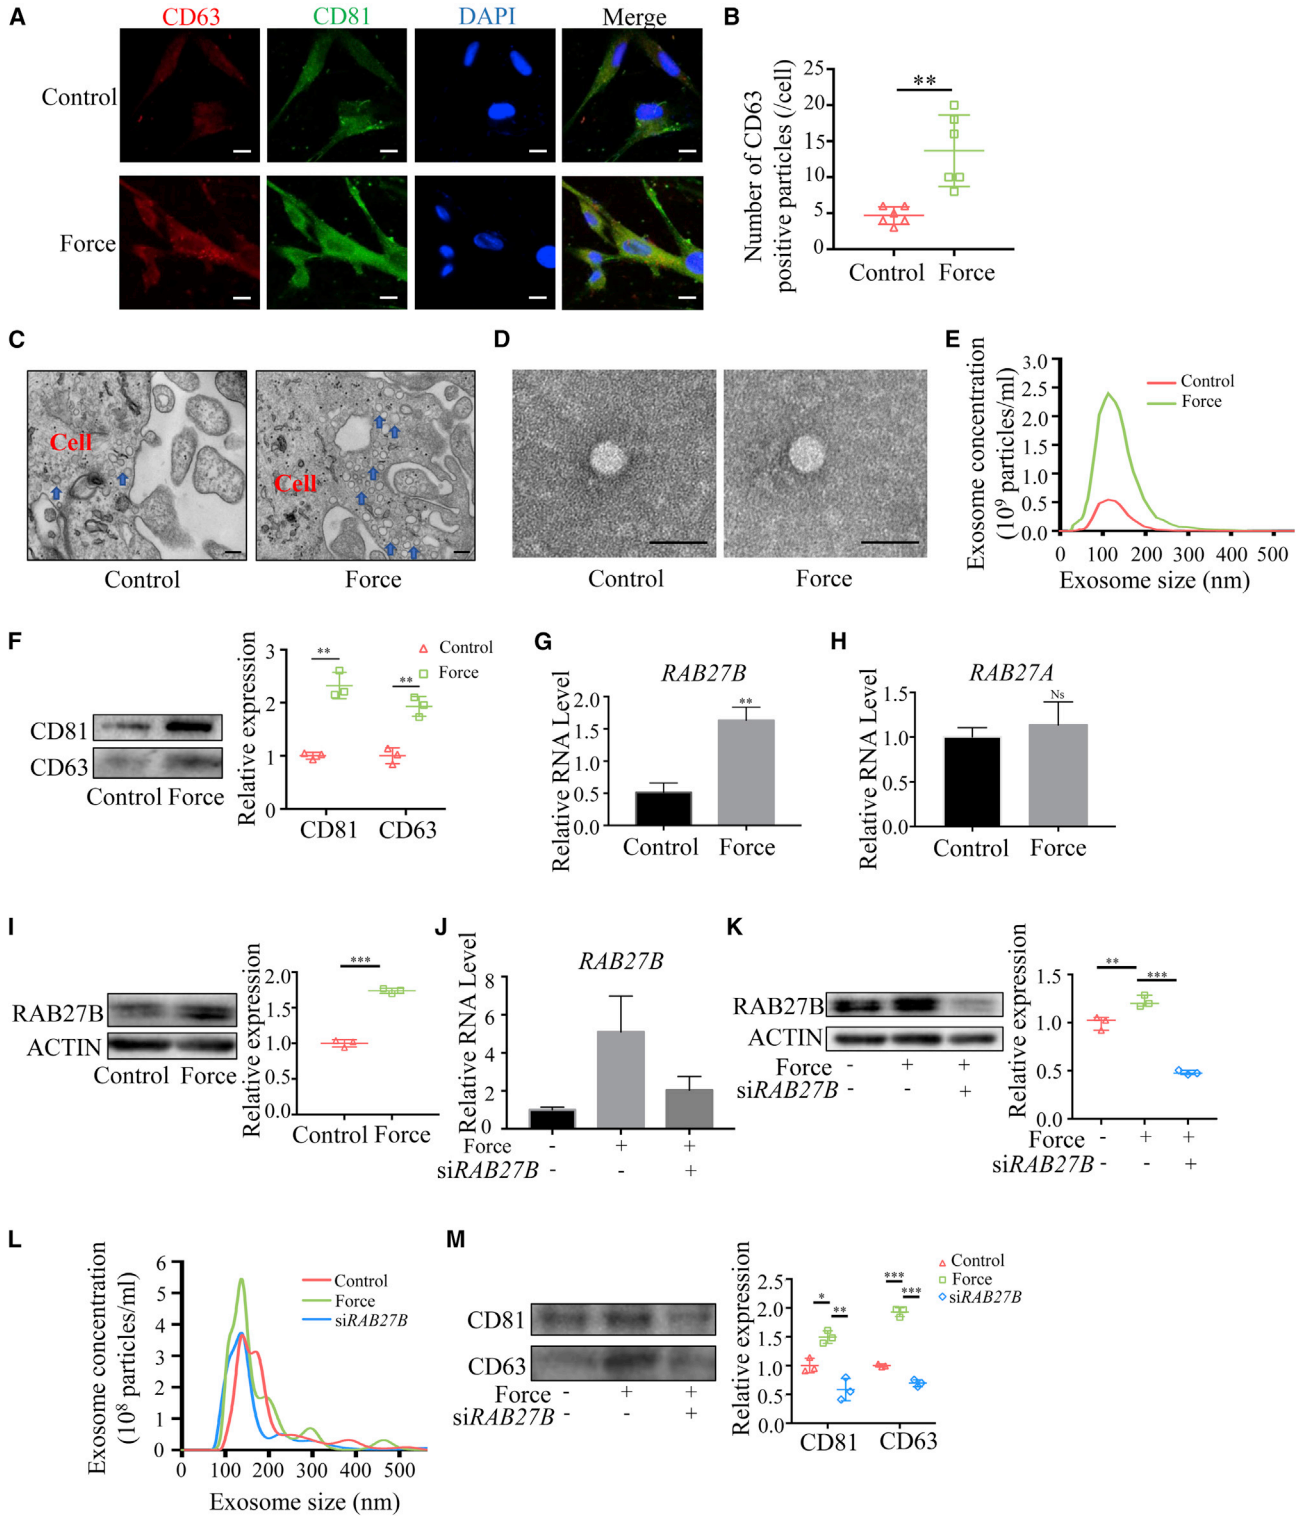 A
CD63 CD81 DAPI Merge
Control
Force
B
Number of CD63
positive particles (/cell)
25
20
15
10
5
0
**
Control Force
C
Cell
Cell
Control Force
D
Control Force
E
Exosome concentration
(10⁹ particles/ml)
3.0
2.5
2.0
1.5
1.0
0.5
0.0
Control
Force
0 100 200 300 400 500
Exosome size (nm)
F
CD81
CD63
Control Force
Relative expression
3
2
1
0
** **
Control
Force
CD81 CD63
G
RAB27B
Relative RNA Level
2.0
1.5
1.0
0.5
0.0
**
Control Force
H
RAB27A
Relative RNA Level
1.5
1.0
0.5
0.0
Ns
Control Force
I
RAB27B
ACTIN
Control Force
Relative expression
2.0
1.5
1.0
0.5
0.0
***
Control Force
J
RAB27B
Relative RNA Level
8
6
4
2
0
Force - + +
siRAB27B - - +
K
RAB27B
ACTIN
Force - + +
siRAB27B - - +
Relative expression
1.5
1.0
0.5
0.0
** ***
Force - + +
siRAB27B - - +
L
Exosome concentration
(10⁸ particles/ml)
6
5
4
3
2
1
0
Control
Force
siRAB27B
0 100 200 300 400 500
Exosome size (nm)
M
CD81
CD63
Force - + +
siRAB27B - - +
Relative expression
2.5
2.0
1.5
1.0
0.5
0.0
* ** *** ***
Control
Force
siRAB27B
CD81 CD63